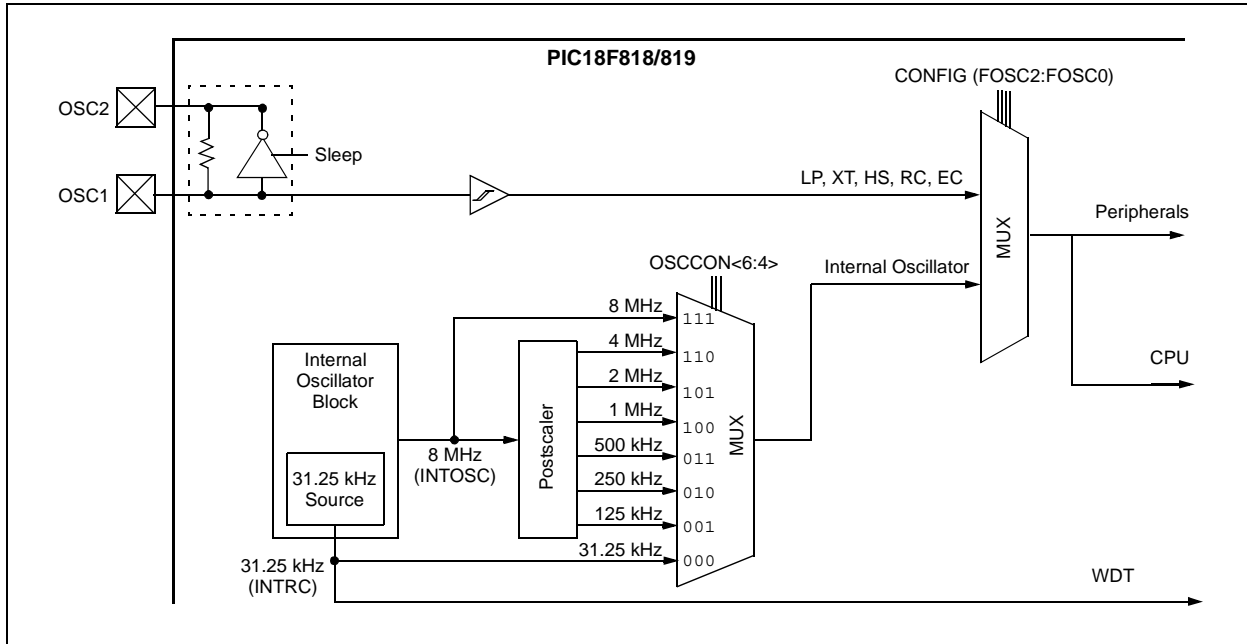 PIC18F818/819
CONFIG (FOSC2:FOSC0)
OSC2
Sleep
OSC1
LP, XT, HS, RC, EC
MUX
Peripherals
OSCCON<6:4>
Internal Oscillator
CPU
8 MHz
111
4 MHz
110
2 MHz
101
1 MHz
100
500 kHz
011
250 kHz
010
125 kHz
001
31.25 kHz
000
MUX
Internal
Oscillator
Block
31.25 kHz
Source
8 MHz
(INTOSC)
Postscaler
31.25 kHz
(INTRC)
WDT